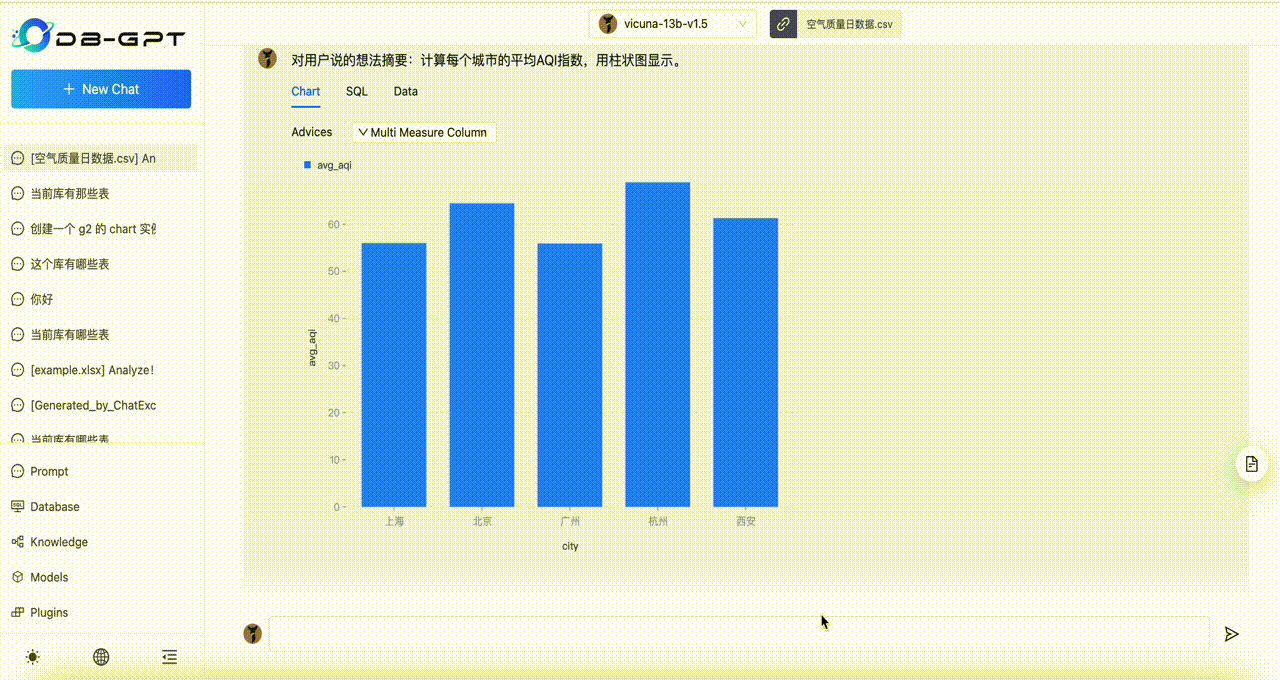 DB-GPT
New Chat
[空气质量日数据.csv] An
当前库有那些表
创建一个 g2 的 chart 实例
这个库有哪些表
你好
当前库有哪些表
[example.xlsx] Analyze!
[Generated_by_ChatExc
当前库有哪些表
Prompt
Database
Knowledge
Models
Plugins
vicuna-13b-v1.5
空气质量日数据.csv
对用户说的想法摘要：计算每个城市的平均AQI指数，用柱状图显示。
Chart SQL Data
Advices Multi Measure Column
avg_aqi
60
50
40
30
20
10
0
avg_aqi
上海 北京 广州 杭州 西安
city